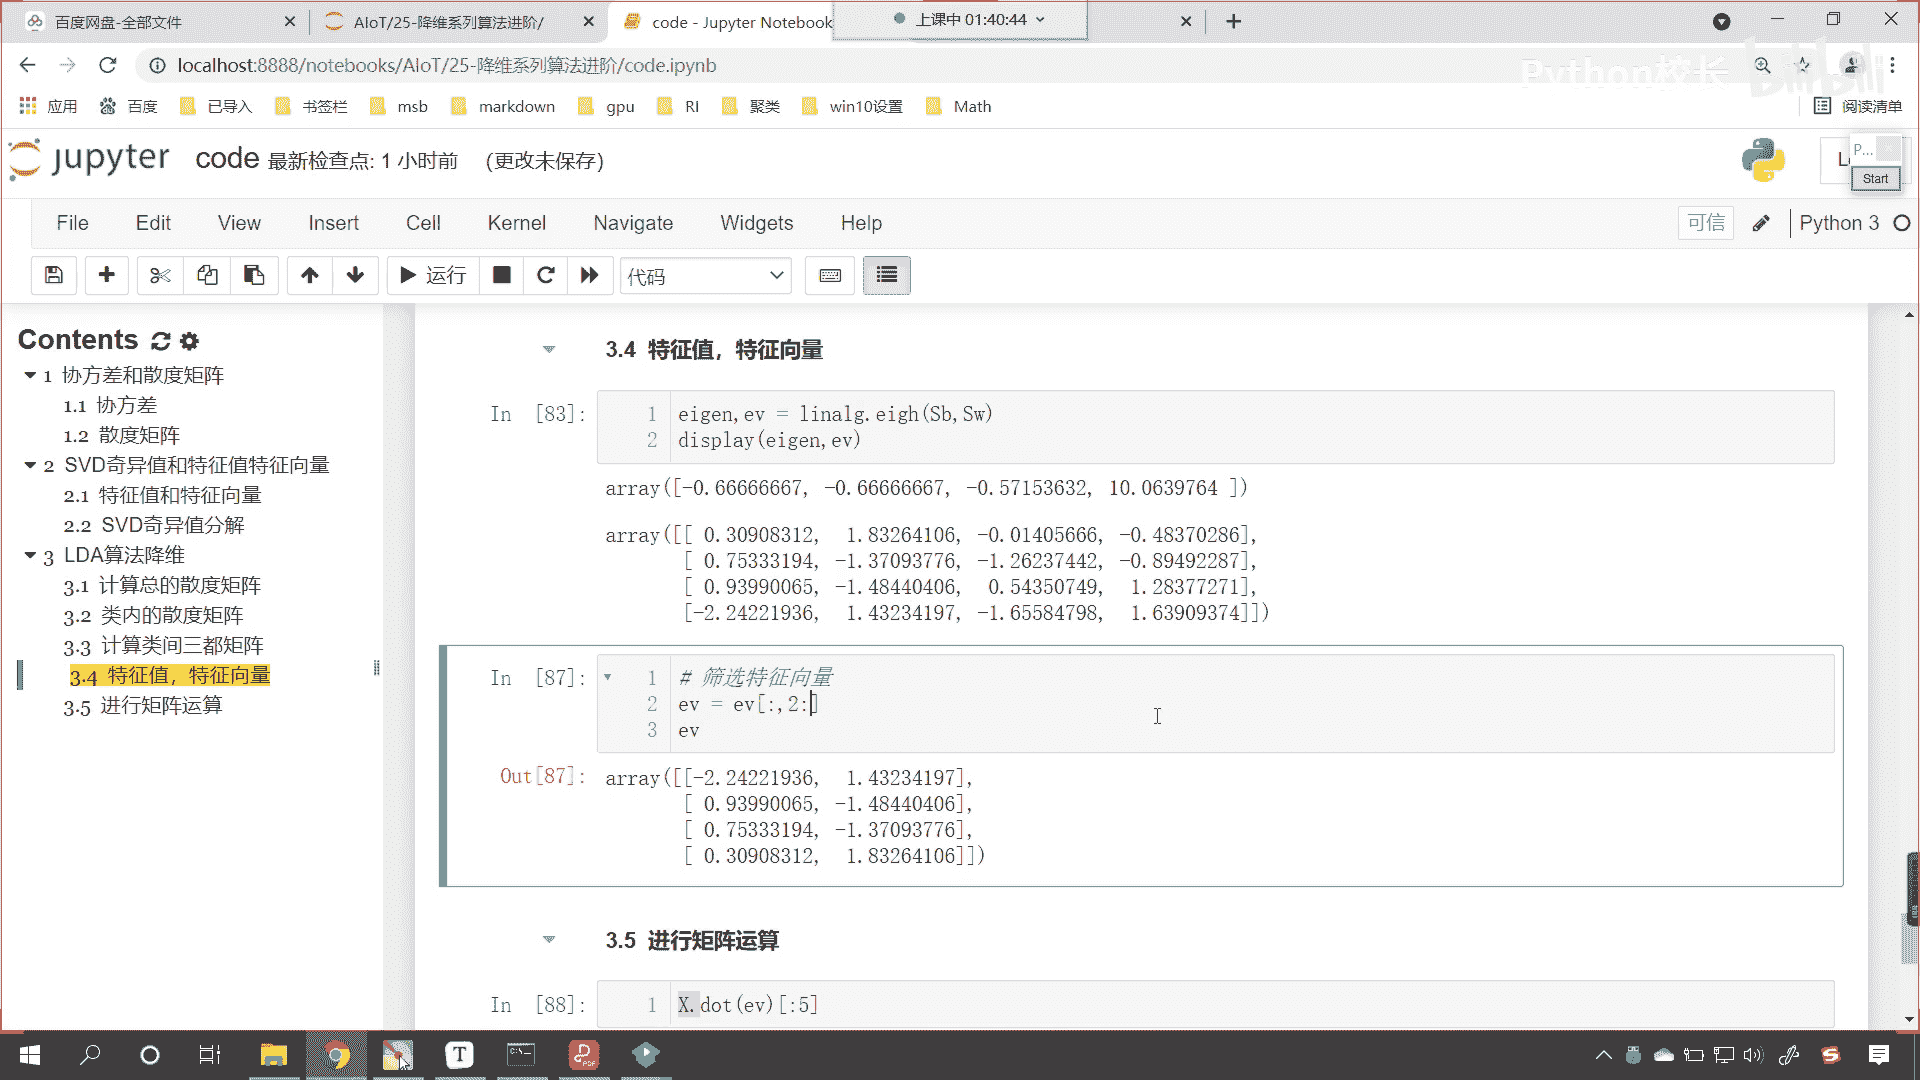 百度网盘-全部文件
AIoT/25-降维系列算法进阶/
code - Jupyter Notebook
上课中 01:40:44
localhost:8888/notebooks/AIoT/25-降维系列算法进阶/code.ipynb
Python校长
bilibili
应用
百度
已导入
书签栏
msb
markdown
gpu
RI
聚类
win10设置
Math
阅读清单
jupyter
code 最新检查点: 1 小时前 (更改未保存)
P...
Start
File Edit View Insert Cell Kernel Navigate Widgets Help
可信
Python 3
运行
代码
Contents
1 协方差和散度矩阵
1.1 协方差
1.2 散度矩阵
2 SVD奇异值和特征值特征向量
2.1 特征值和特征向量
2.2 SVD奇异值分解
3 LDA算法降维
3.1 计算总的散度矩阵
3.2 类内的散度矩阵
3.3 计算类间三都矩阵
3.4 特征值，特征向量
3.5 进行矩阵运算
3.4 特征值，特征向量
In [83]:
1 eigen,ev = linalg.eigh(Sb,Sw)
2 display(eigen,ev)
array([-0.66666667, -0.66666667, -0.57153632, 10.0639764 ])
array([[ 0.30908312, 1.83264106, -0.01405666, -0.48370286],
[ 0.75333194, -1.37093776, -1.26237442, -0.89492287],
[ 0.93990065, -1.48440406, 0.54350749, 1.28377271],
[-2.24221936, 1.43234197, -1.65584798, 1.63909374]])
In [87]:
1 # 筛选特征向量
2 ev = ev[:,2:]
3 ev
Out[87]:
array([[-2.24221936, 1.43234197],
[ 0.93990065, -1.48440406],
[ 0.75333194, -1.37093776],
[ 0.30908312, 1.83264106]])
3.5 进行矩阵运算
In [88]:
1 X.dot(ev)[:5]